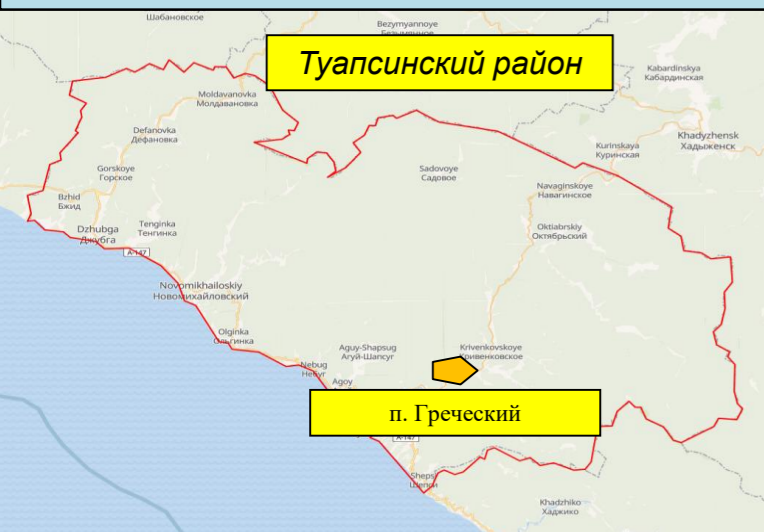 Шабановское
Bezymyannoye
Безымянное
Туапсинский район
Kabardinskya
Кабардинская
Moldavanovka
Молдавановка
Defanovka
Дефановка
Khadyzhensk
Хадыженск
Kurinskaya
Куринская
Gorskoye
Горское
Sadovoye
Садовое
Navaginskoye
Навагинское
Bzhid
Бжид
Dzhubga
Джубга
Tenginka
Тенгинка
Oktiabrskiy
Октябрьский
A-147
Novomikhailoskiy
Новомихайловский
Olginka
Ольгинка
Aguy-Shapsug
Агуй-Шапсуг
Krivenkovskoye
Кривенковское
Nebug
Небуг
Agoy
п. Греческий
A-147
Sheps
Шепси
Khadzhiko
Хаджико